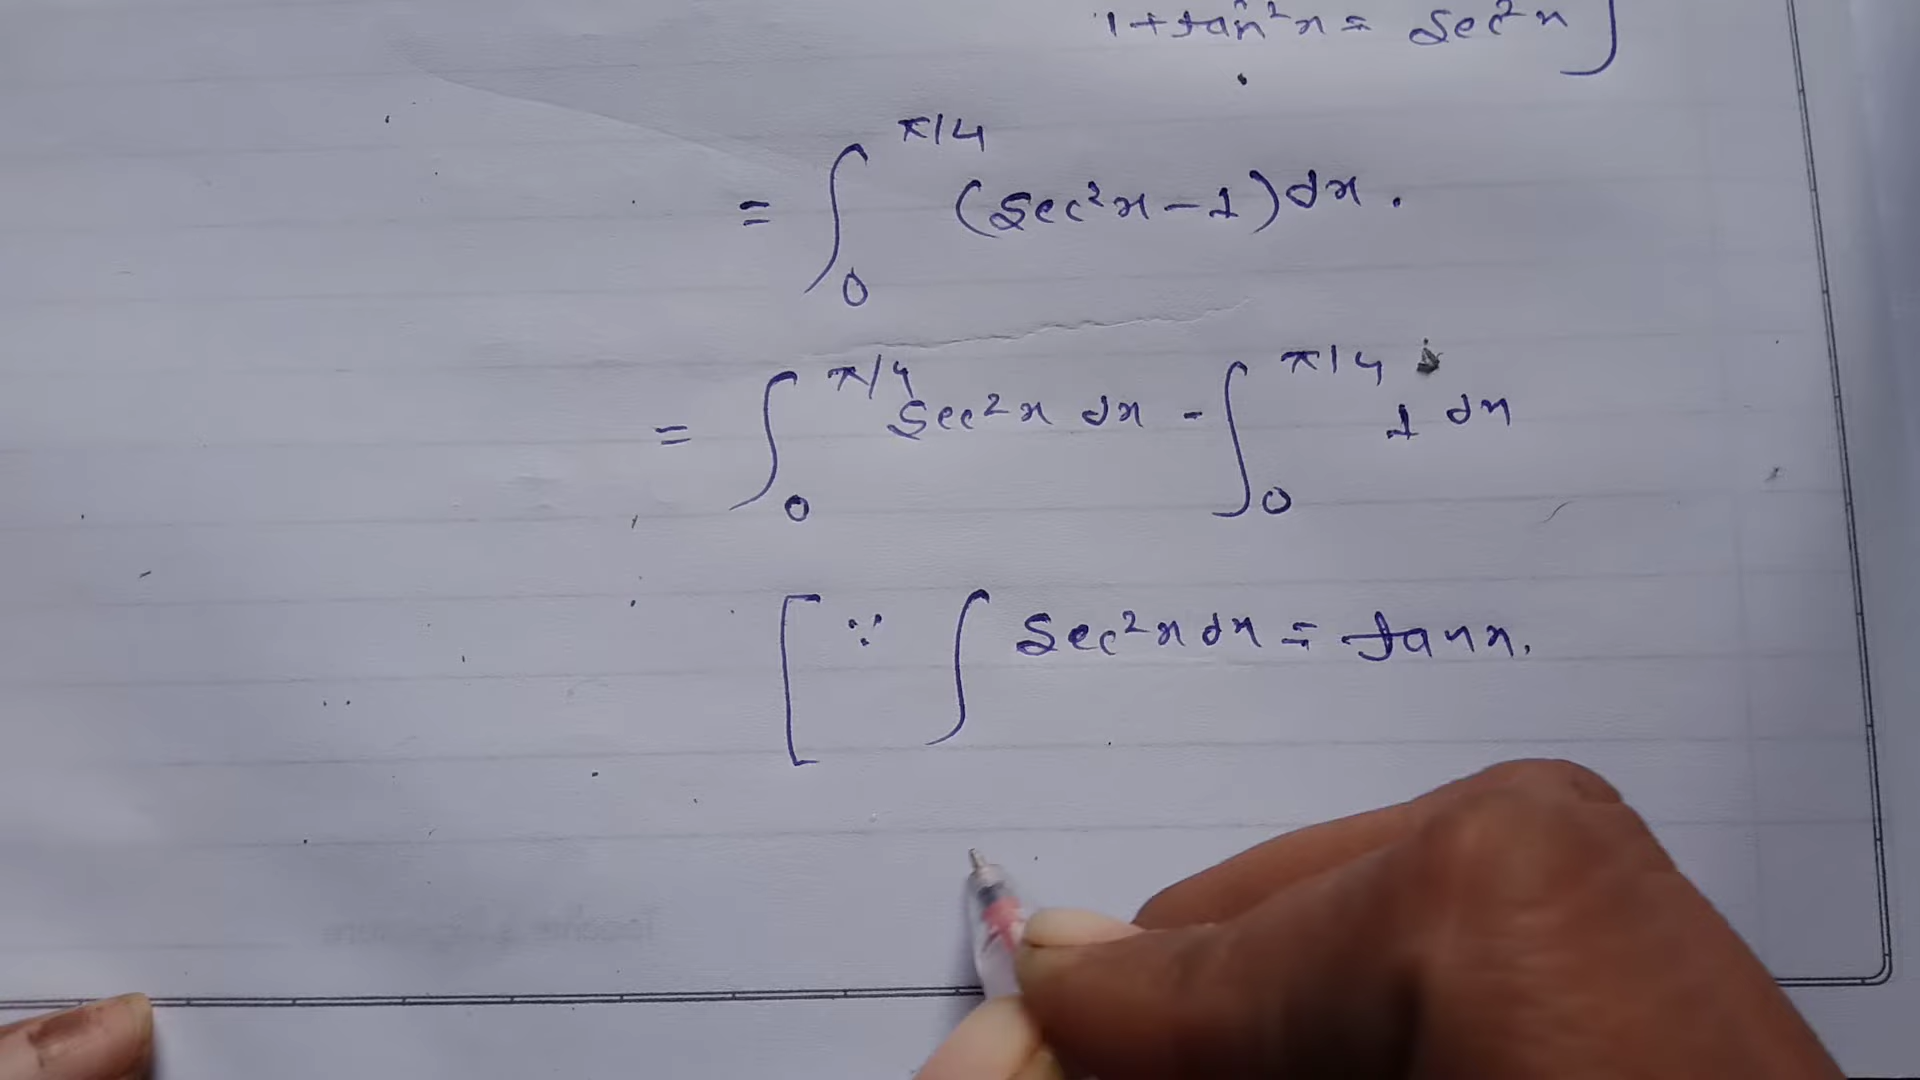 1+tan²x = sec²x ]
= ∫₀^π/4 (sec²x - 1) dx .
= ∫₀^π/4 sec²x dx - ∫₀^π/4 1 dx
[ ∵ ∫ sec²x dx = tanx.